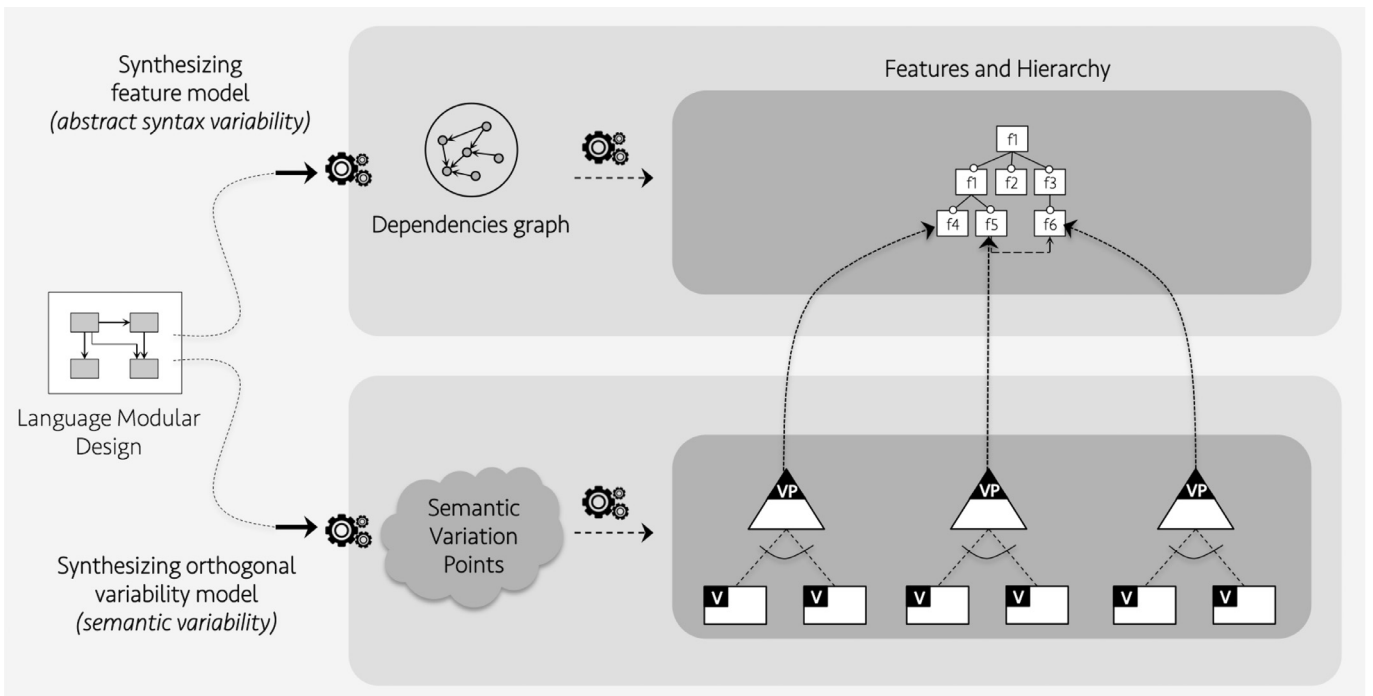 Synthesizing
feature model
(abstract syntax variability)
Features and Hierarchy
f1
f1 f2 f3
f4 f5 f6
Dependencies graph
Language Modular
Design
Semantic
Variation
Points
VP VP VP
V V V V V V
Synthesizing orthogonal
variability model
(semantic variability)